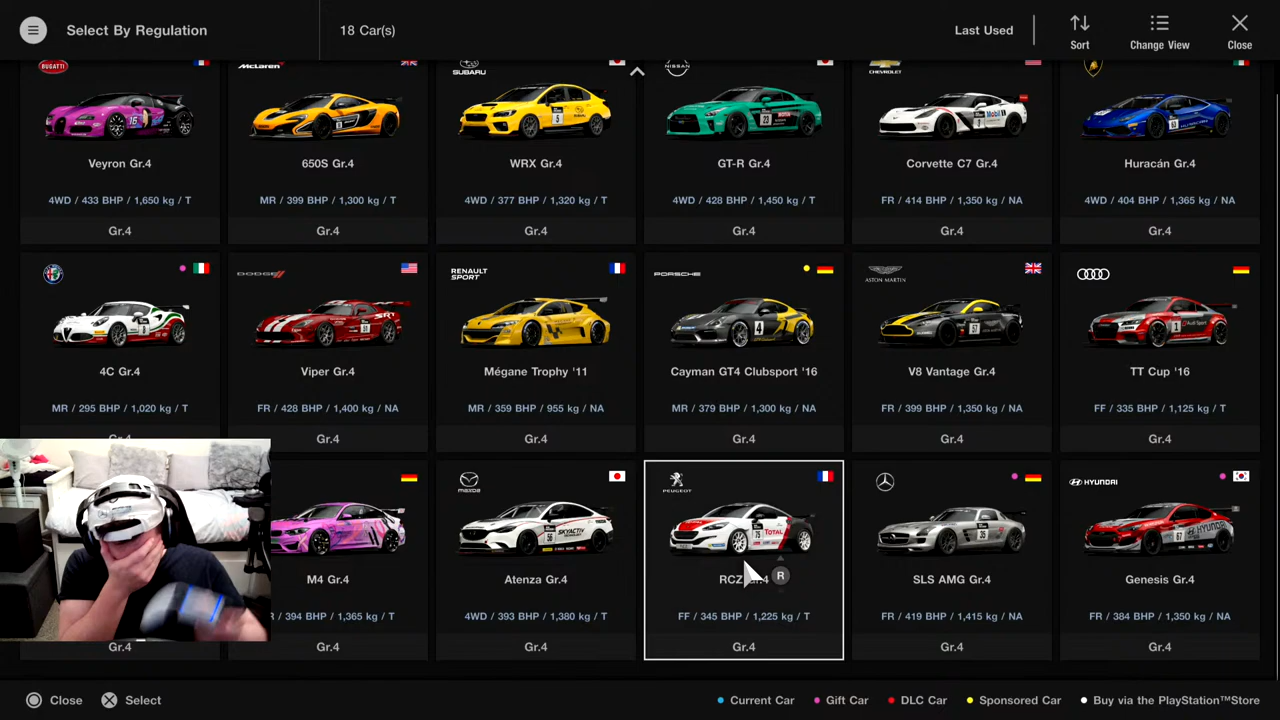 Select By Regulation
18 Car(s)
Last Used
Sort
Change View
Close
BUGATTI
McLaren
SUBARU
NISSAN
CHEVROLET
Veyron Gr.4
650S Gr.4
WRX Gr.4
GT-R Gr.4
Corvette C7 Gr.4
Huracán Gr.4
4WD / 433 BHP / 1,650 kg / T
MR / 399 BHP / 1,300 kg / T
4WD / 377 BHP / 1,320 kg / T
4WD / 428 BHP / 1,450 kg / T
FR / 414 BHP / 1,350 kg / NA
4WD / 404 BHP / 1,365 kg / NA
Gr.4
Gr.4
Gr.4
Gr.4
Gr.4
Gr.4
DODGE
RENAULT SPORT
PORSCHE
ASTON MARTIN
4C Gr.4
Viper Gr.4
Mégane Trophy '11
Cayman GT4 Clubsport '16
V8 Vantage Gr.4
TT Cup '16
MR / 295 BHP / 1,020 kg / T
FR / 428 BHP / 1,400 kg / NA
MR / 359 BHP / 955 kg / NA
MR / 379 BHP / 1,300 kg / NA
FR / 399 BHP / 1,350 kg / NA
FF / 335 BHP / 1,125 kg / T
Gr.4
Gr.4
Gr.4
Gr.4
Gr.4
Gr.4
mazda
PEUGEOT
HYUNDAI
SKYACTIV
TOTAL
M4 Gr.4
Atenza Gr.4
RCZ Gr.4
R
SLS AMG Gr.4
Genesis Gr.4
/ 394 BHP / 1,365 kg / T
4WD / 393 BHP / 1,380 kg / T
FF / 345 BHP / 1,225 kg / T
FR / 419 BHP / 1,415 kg / NA
FR / 384 BHP / 1,350 kg / NA
Gr.4
Gr.4
Gr.4
Gr.4
Gr.4
Gr.4
Close
Select
Current Car
Gift Car
DLC Car
Sponsored Car
Buy via the PlayStation™Store